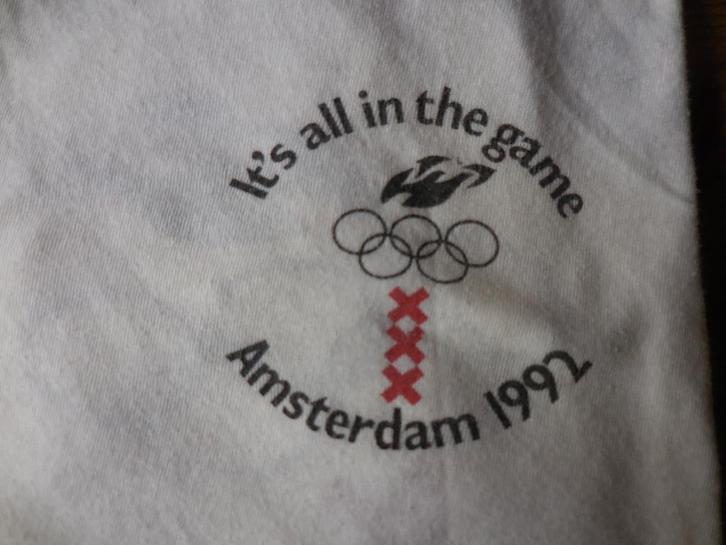 It's all in the game
Amsterdam 1992